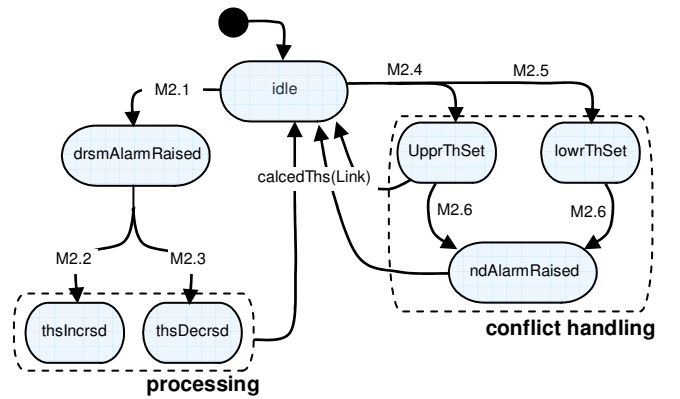 idle
M2.1
M2.4
M2.5
drsmAlarmRaised
UpprThSet
lowrThSet
calcedThs(Link)
M2.6
M2.6
M2.2
M2.3
ndAlarmRaised
thsIncrsd
thsDecrsd
conflict handling
processing